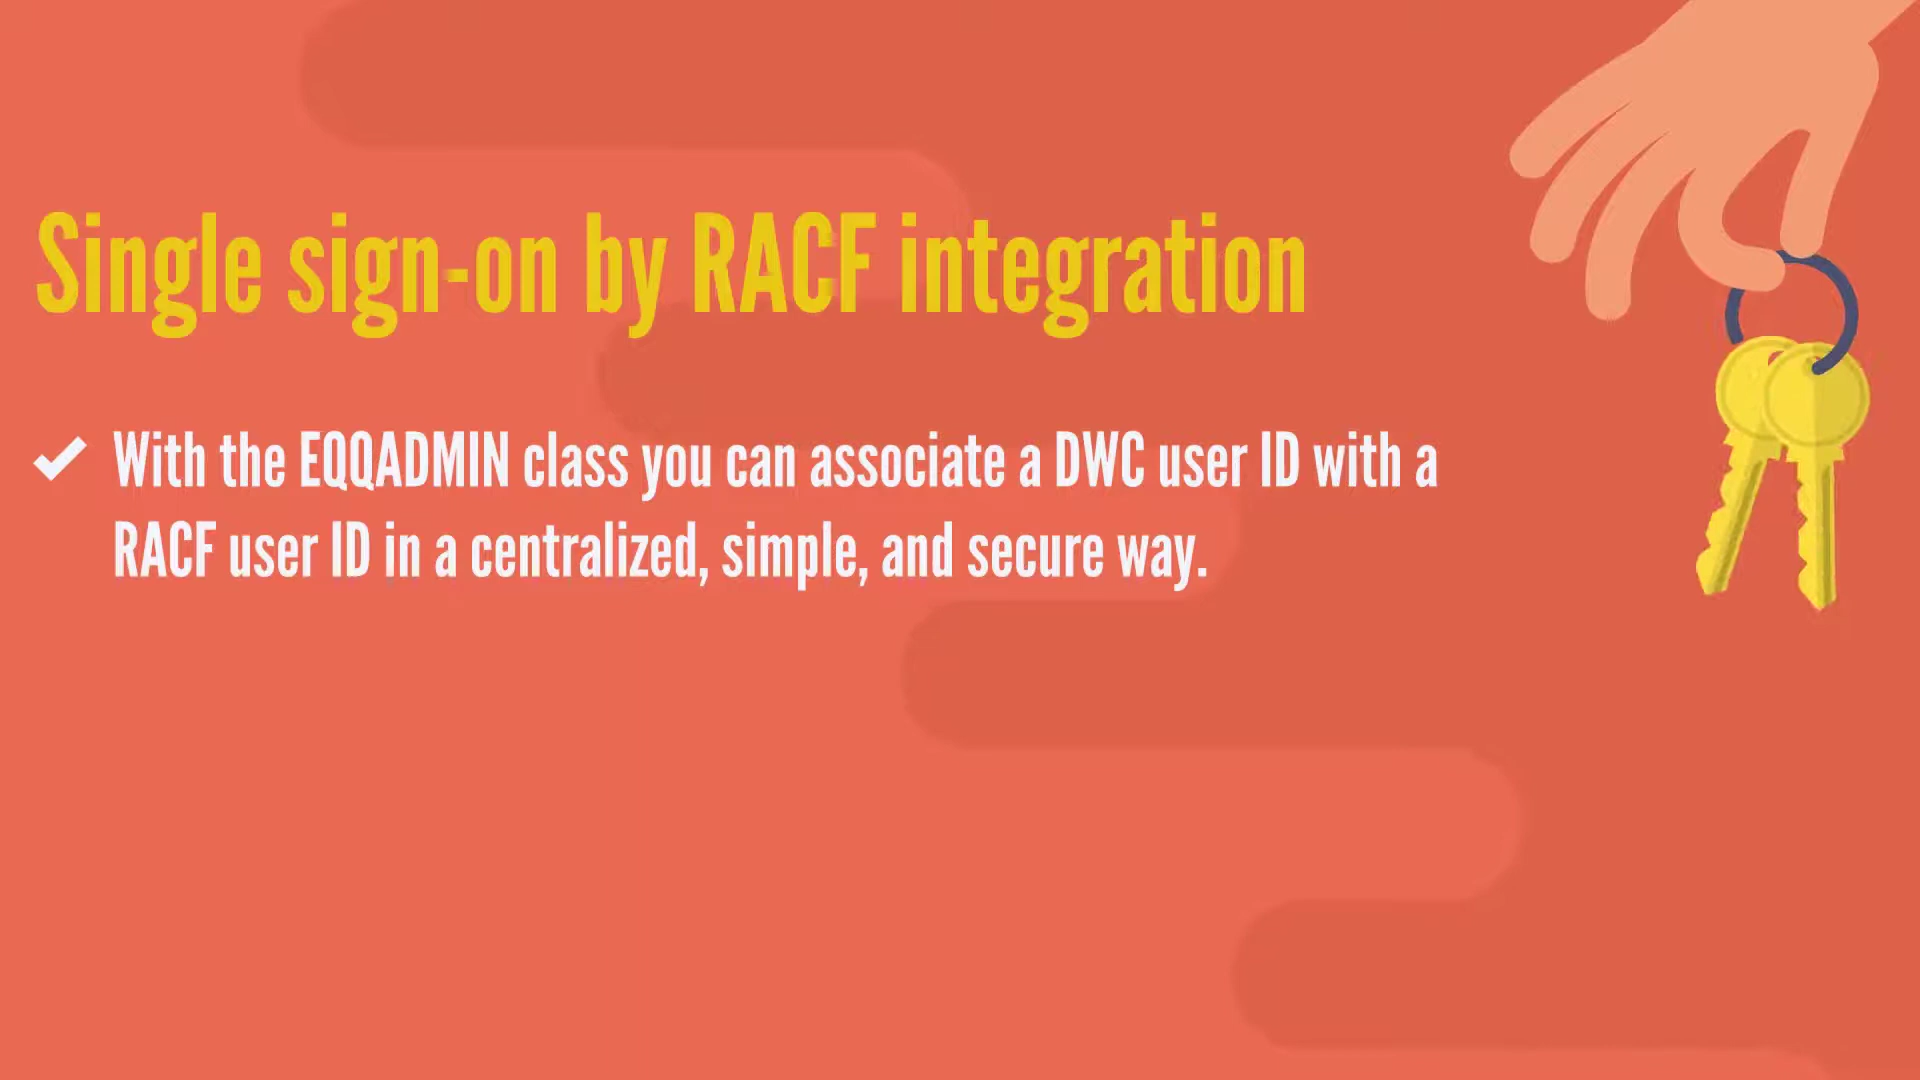 Single sign-on by RACF integration
With the EQQADMIN class you can associate a DWC user ID with a
RACF user ID in a centralized, simple, and secure way.